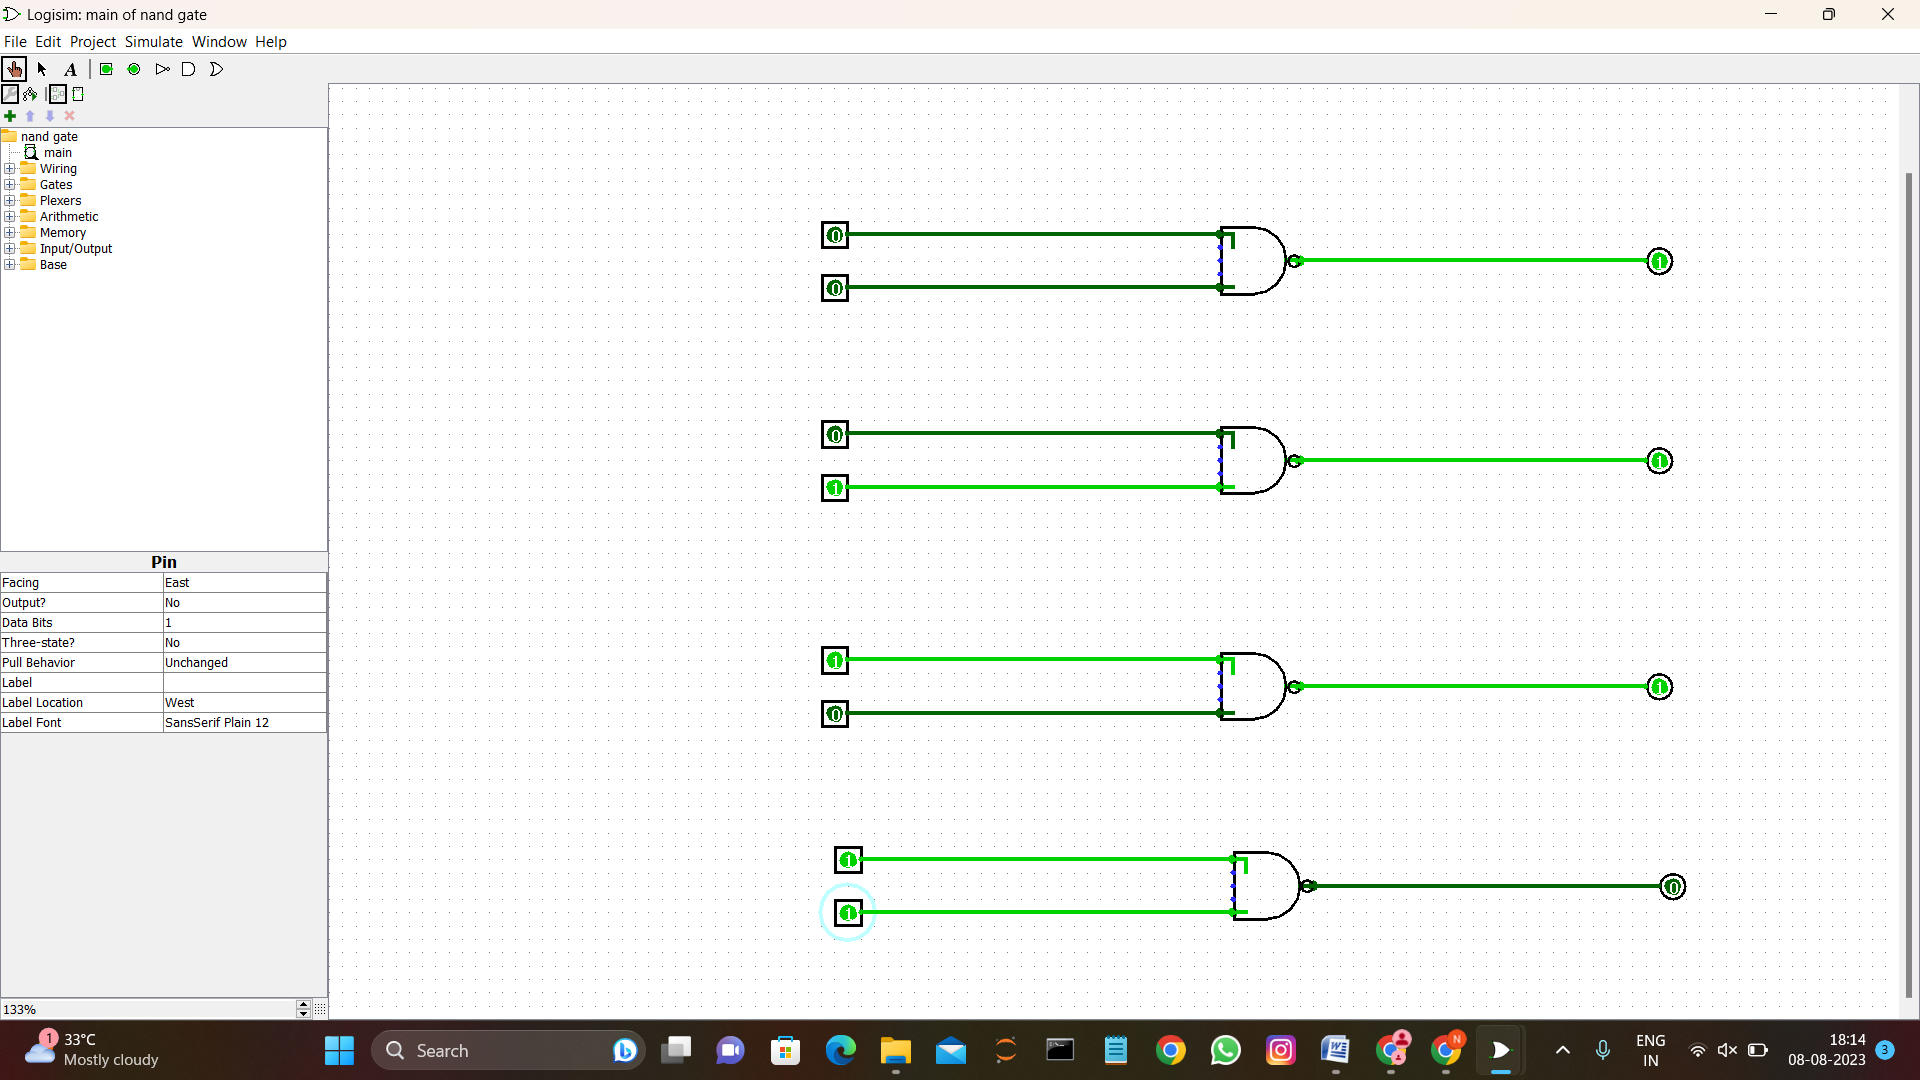 Logisim: main of nand gate
File Edit Project Simulate Window Help
A
nand gate
main
Wiring
Gates
Plexers
Arithmetic
Memory
Input/Output
Base
Pin
Facing East
Output? No
Data Bits 1
Three-state? No
Pull Behavior Unchanged
Label
Label Location West
Label Font SansSerif Plain 12
133%
0
0
1
0
1
1
1
0
1
1
1
0
1
33°C
Mostly cloudy
Search
N
ENG
IN
18:14
08-08-2023
3